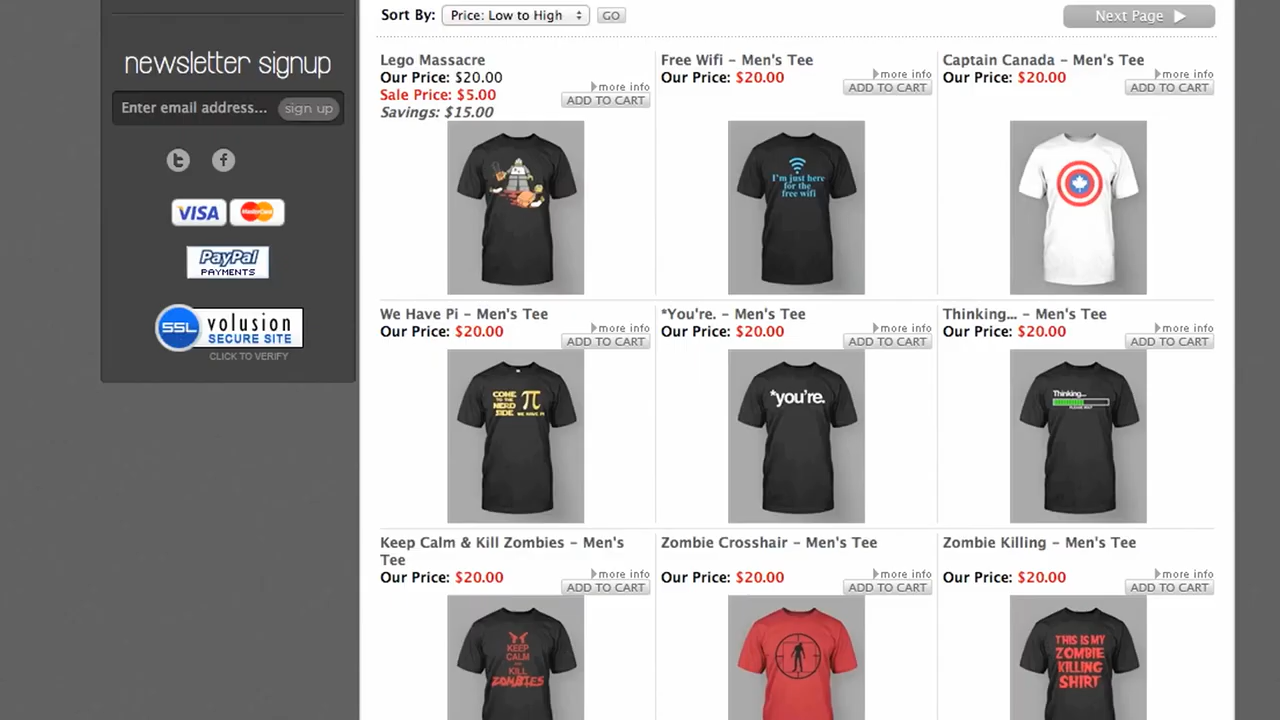 Sort By: Price: Low to High GO Next Page
newsletter signup
Enter email address... sign up
VISA MasterCard
PayPal
PAYMENTS
SSL volusion
SECURE SITE
CLICK TO VERIFY
Lego Massacre
Our Price: $20.00
Sale Price: $5.00
Savings: $15.00
more info
ADD TO CART
Free Wifi - Men's Tee
Our Price: $20.00
more info
ADD TO CART
I'm just here
for the
free wifi
Captain Canada - Men's Tee
Our Price: $20.00
more info
ADD TO CART
We Have Pi - Men's Tee
Our Price: $20.00
more info
ADD TO CART
COME
TO THE
NERD
SIDE
π
WE HAVE PI
*You're. - Men's Tee
Our Price: $20.00
more info
ADD TO CART
*you're.
Thinking... - Men's Tee
Our Price: $20.00
more info
ADD TO CART
Thinking...
PLEASE WAIT
Keep Calm & Kill Zombies - Men's
Tee
Our Price: $20.00
more info
ADD TO CART
KEEP
CALM
KILL
ZOMBIES
Zombie Crosshair - Men's Tee
Our Price: $20.00
more info
ADD TO CART
Zombie Killing - Men's Tee
Our Price: $20.00
more info
ADD TO CART
THIS IS MY
ZOMBIE
KILLING
SHIRT